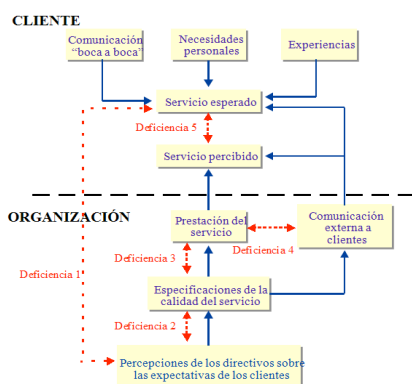 CLIENTE
Comunicación
“boca a boca”
Necesidades
personales
Experiencias
Servicio esperado
Deficiencia 5
Servicio percibido
ORGANIZACIÓN
Prestación del
servicio
Comunicación
externa a
clientes
Deficiencia 4
Deficiencia 3
Deficiencia 1
Especificaciones de la
calidad del servicio
Deficiencia 2
Percepciones de los directivos sobre
las expectativas de los clientes